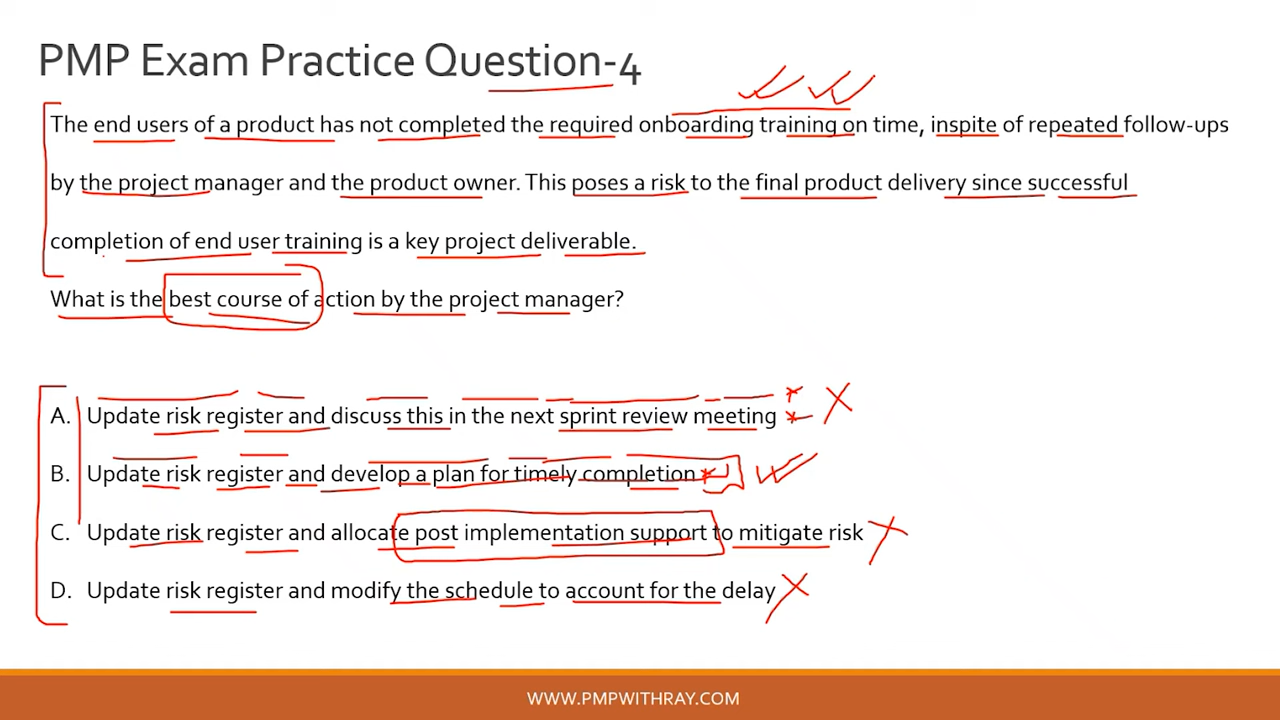 PMP Exam Practice Question-4
The end users of a product has not completed the required onboarding training on time, inspite of repeated follow-ups
by the project manager and the product owner. This poses a risk to the final product delivery since successful
completion of end user training is a key project deliverable.
What is the best course of action by the project manager?
A. Update risk register and discuss this in the next sprint review meeting
B. Update risk register and develop a plan for timely completion
C. Update risk register and allocate post implementation support to mitigate risk
D. Update risk register and modify the schedule to account for the delay
WWW.PMPWITHRAY.COM